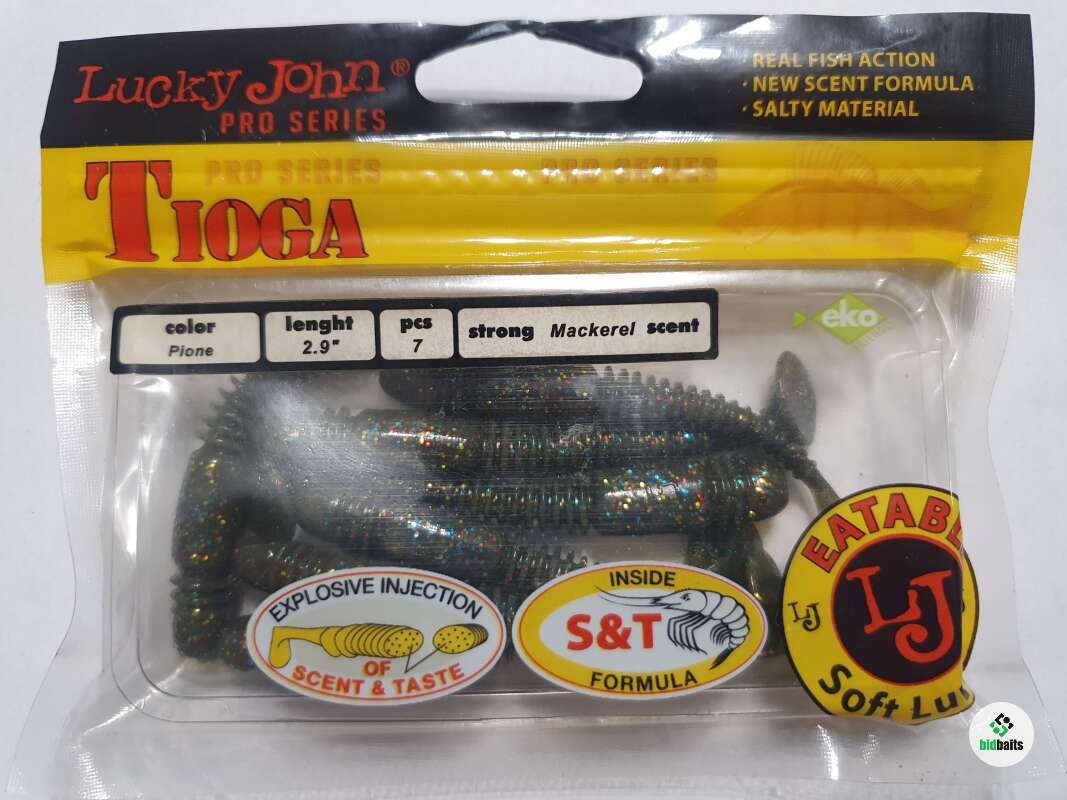 Lucky John®
PRO SERIES
· REAL FISH ACTION
· NEW SCENT FORMULA
· SALTY MATERIAL
PRO SERIES PRO SERIES
TIOGA
color
Pione
lenght
2.9"
pcs
7
strong Mackerel scent
eko
EXPLOSIVE INJECTION
OF
SCENT & TASTE
INSIDE
S&T
FORMULA
EATABL
LJ
LJ
Soft Lur
bidbaits